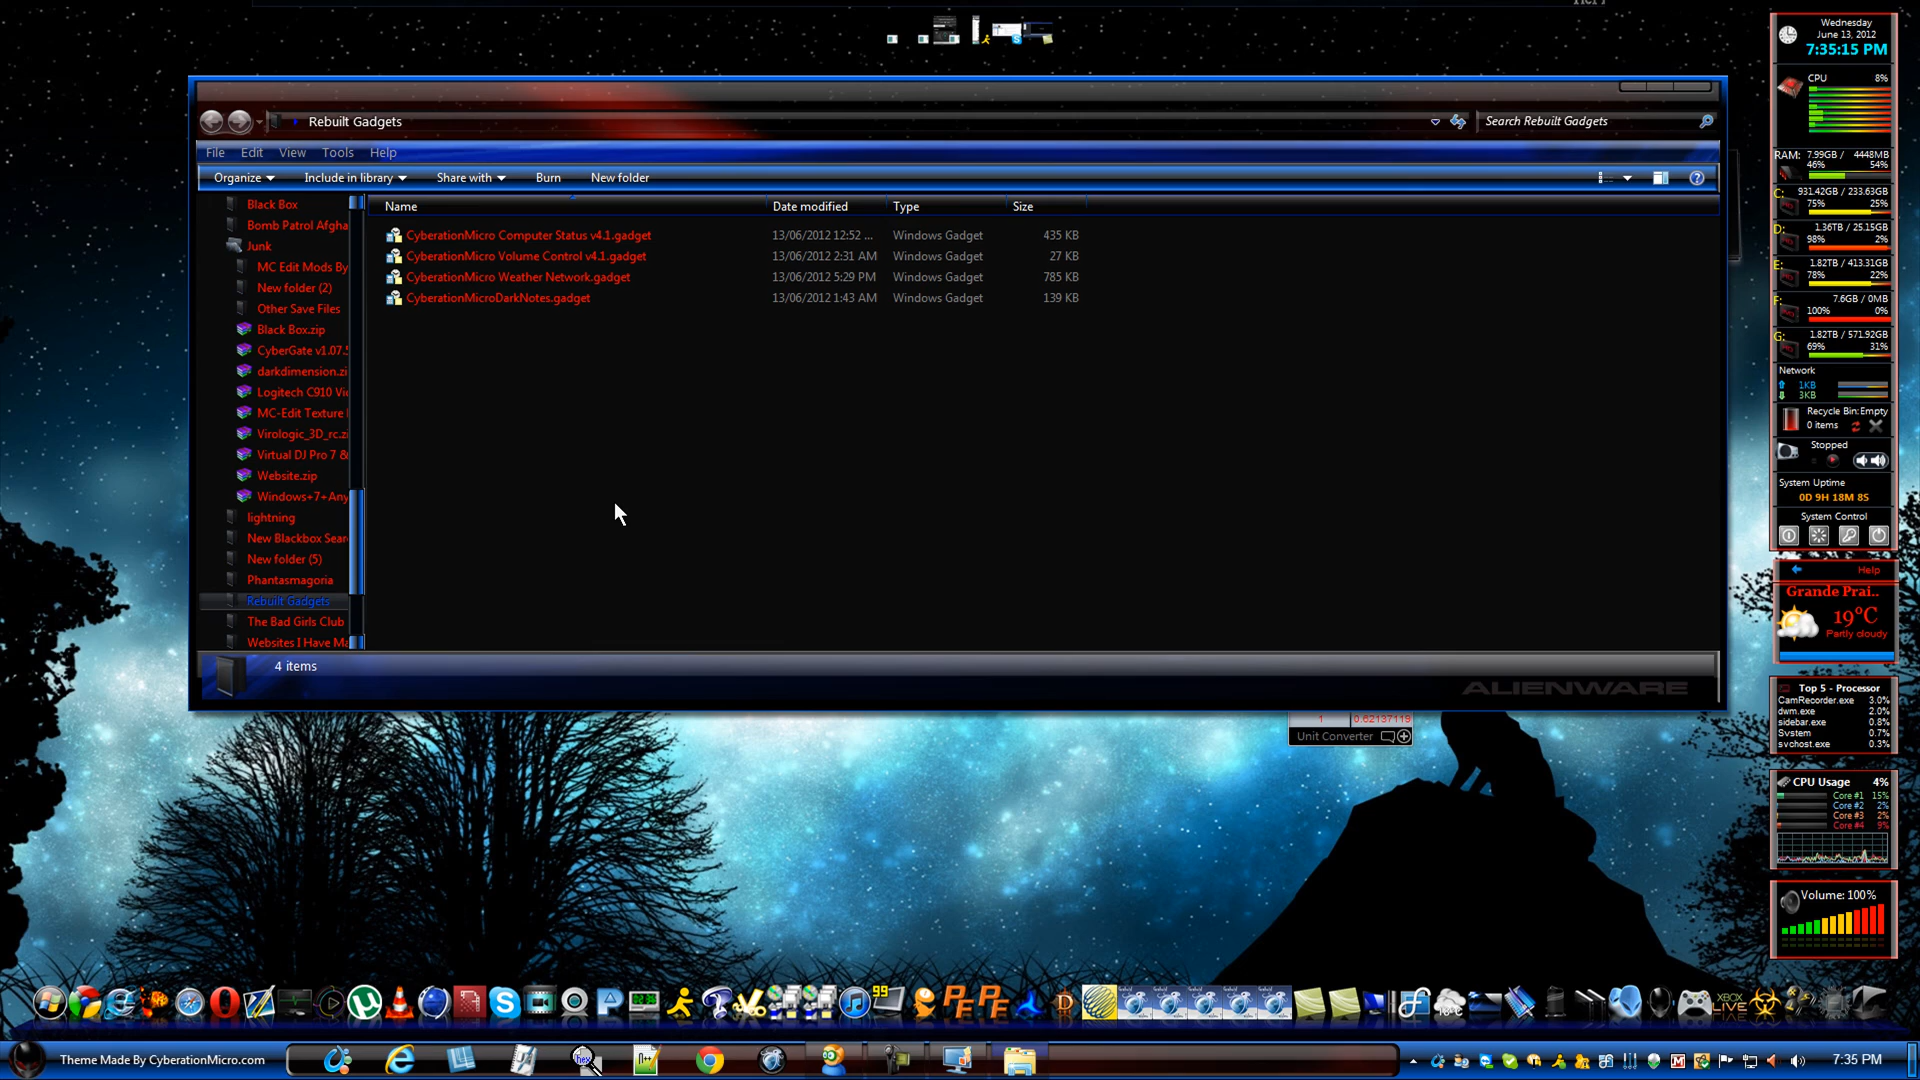 Rebuilt Gadgets
Search Rebuilt Gadgets
File Edit View Tools Help
Organize Include in library Share with Burn New folder
Name Date modified Type Size
CyberationMicro Computer Status v4.1.gadget 13/06/2012 12:52 ... Windows Gadget 435 KB
CyberationMicro Volume Control v4.1.gadget 13/06/2012 2:31 AM Windows Gadget 27 KB
CyberationMicro Weather Network.gadget 13/06/2012 5:29 PM Windows Gadget 785 KB
CyberationMicroDarkNotes.gadget 13/06/2012 1:43 AM Windows Gadget 139 KB
Black Box
Bomb Patrol Afgha
Junk
MC Edit Mods By
New folder (2)
Other Save Files
Black Box.zip
CyberGate v1.07.5
darkdimension.zi
Logitech C910 Vi
MC-Edit Texture
Virologic_3D_rc.zi
Virtual DJ Pro 7 &
Website.zip
Windows+7+Any
lightning
New Blackbox Sear
New folder (5)
Phantasmagoria
Rebuilt Gadgets
The Bad Girls Club
Websites I Have Ma
4 items
ALIENWARE
1 0.62137119
Unit Converter
Wednesday
June 13, 2012
7:35:15 PM
CPU 8%
RAM: 7.99GB / 4448MB
46% 54%
C: 931.42GB / 233.63GB
75% 25%
D: 1.36TB / 25.15GB
98% 2%
E: 1.82TB / 413.31GB
78% 22%
F: 7.6GB / 0MB
100% 0%
G: 1.82TB / 571.92GB
69% 31%
Network
1KB
3KB
Recycle Bin:Empty
0 items
Stopped
System Uptime
0D 9H 18M 8S
System Control
Help
Grande Prai..
19°C
Partly cloudy
Top 5 - Processor
CamRecorder.exe 3.0%
dwm.exe 2.0%
sidebar.exe 0.8%
System 0.7%
svchost.exe 0.3%
CPU Usage 4%
Core #1 15%
Core #2 2%
Core #3 2%
Core #4 9%
Volume: 100%
99
PE PE
XBOX
LIVE
Theme Made By CyberationMicro.com
hex
N++
7:35 PM